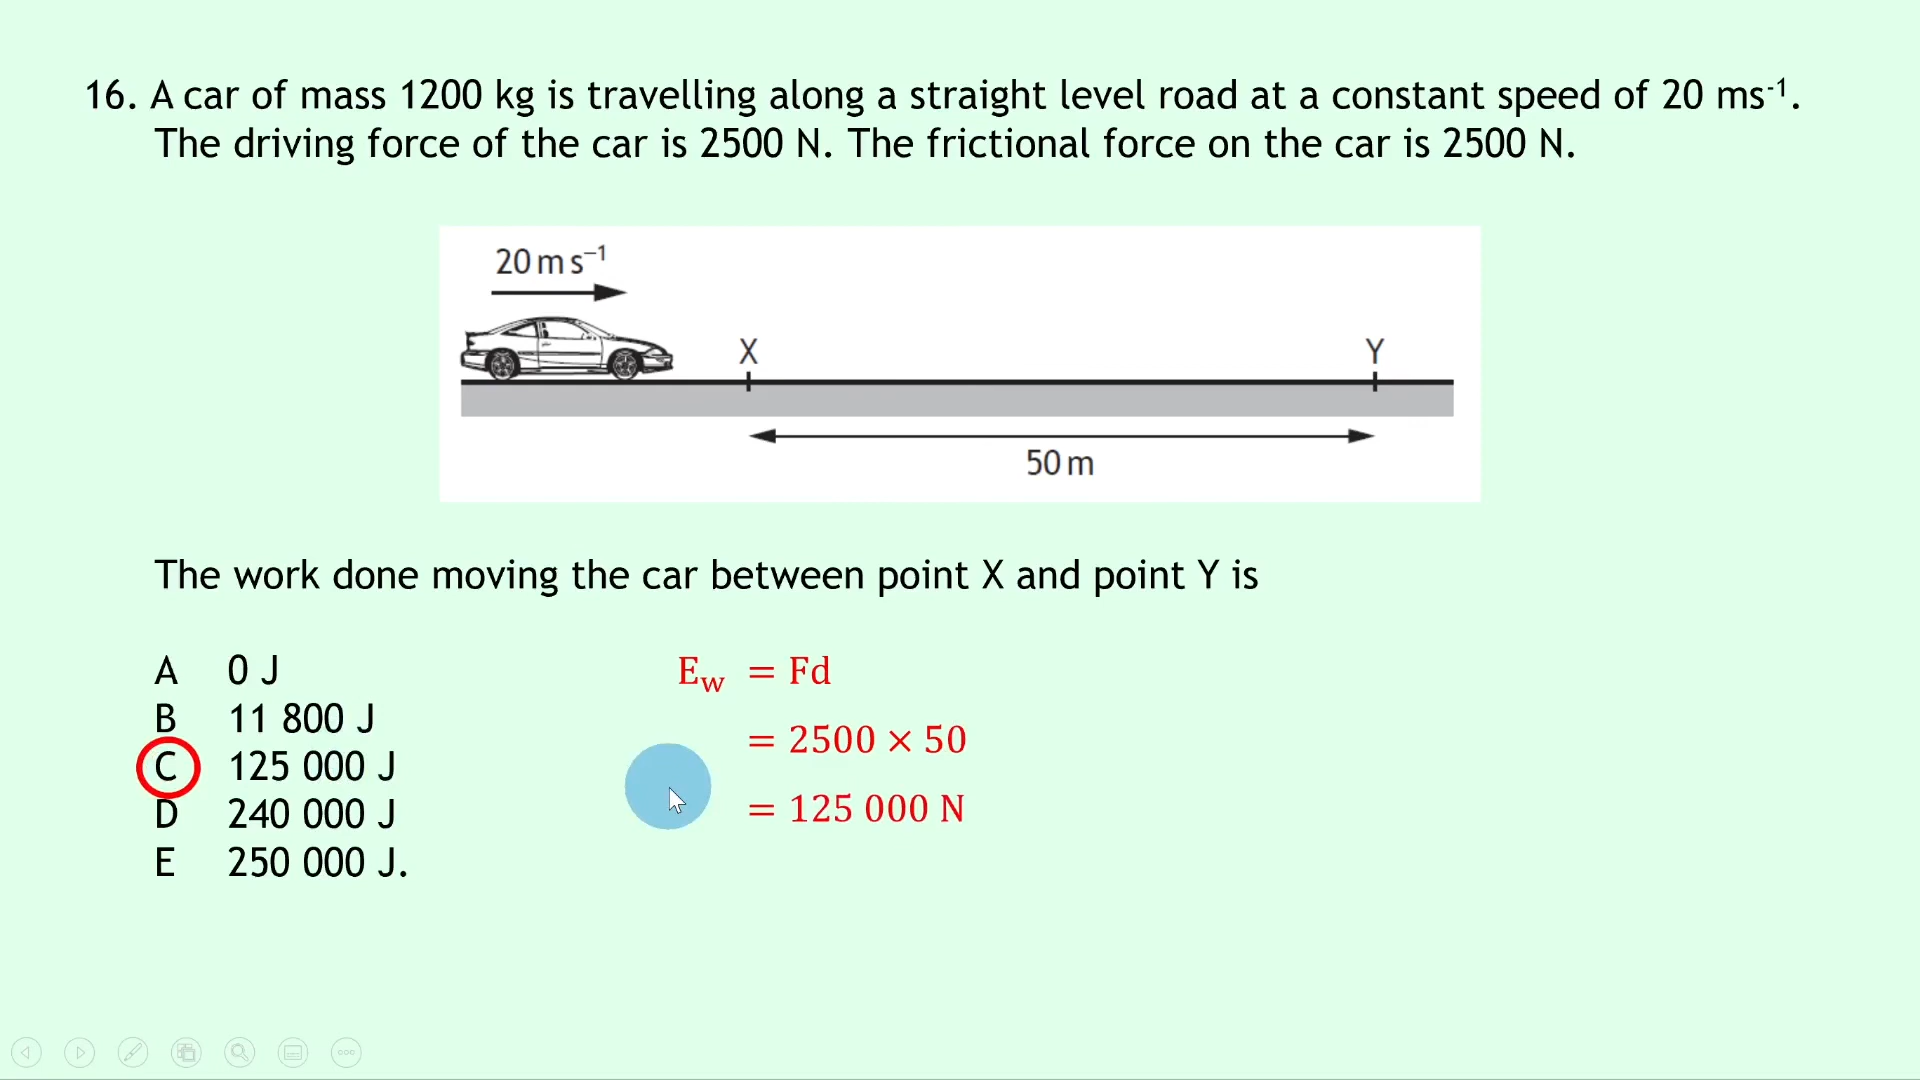 16. A car of mass 1200 kg is travelling along a straight level road at a constant speed of 20 ms⁻¹.
The driving force of the car is 2500 N. The frictional force on the car is 2500 N.
20 m s⁻¹
X
Y
50 m
The work done moving the car between point X and point Y is
A 0 J
B 11 800 J
C 125 000 J
D 240 000 J
E 250 000 J.
E_w = Fd
= 2500 × 50
= 125 000 N